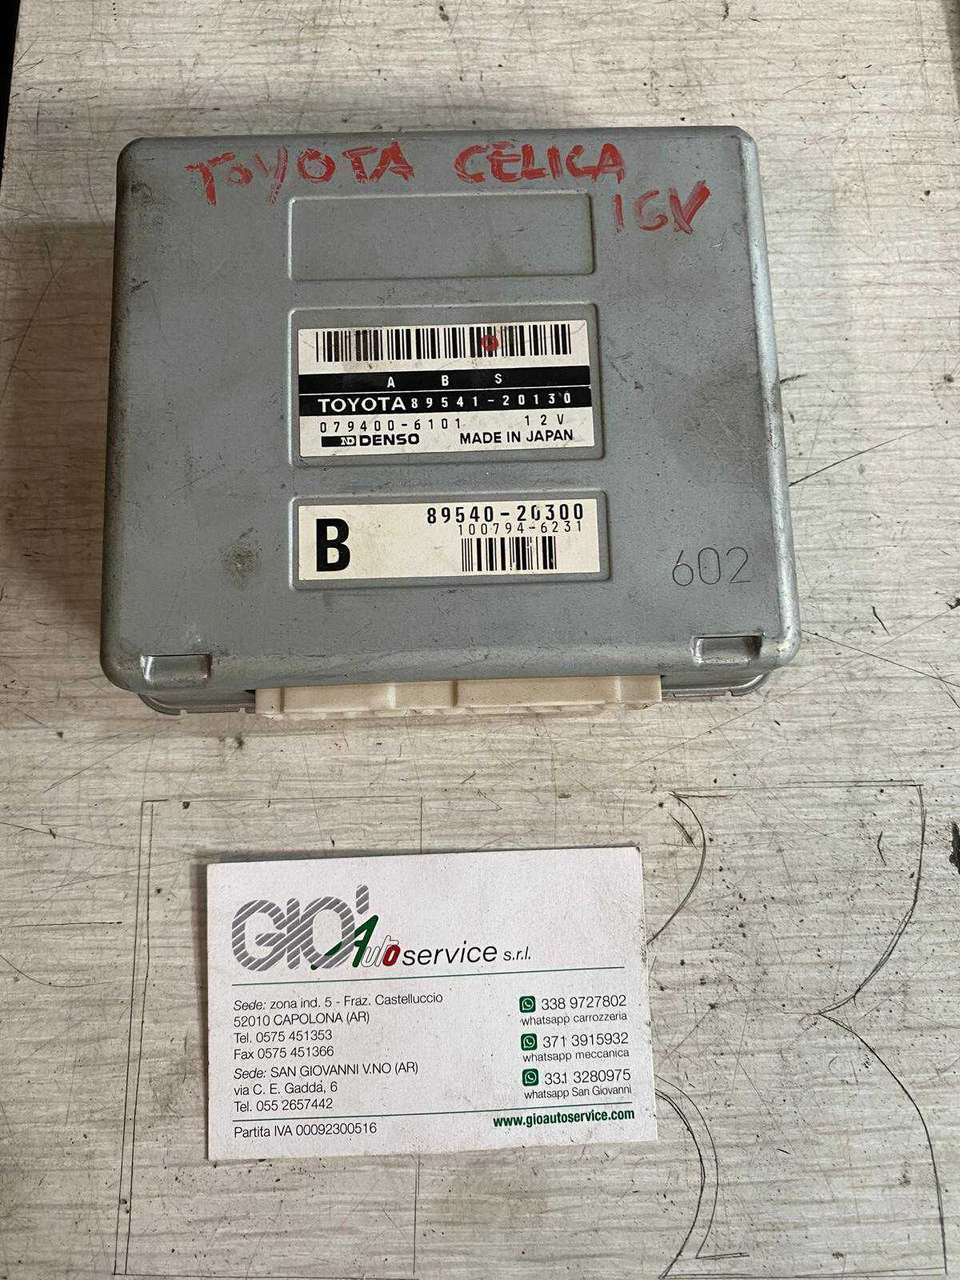 TOYOTA CELICA
16V
A B S
TOYOTA 89541-20130
079400-6101 12V
ND DENSO MADE IN JAPAN
B
89540-20300
100794-6231
602
GIO' Auto service s.r.l.
Sede: zona ind. 5 - Fraz. Castelluccio
52010 CAPOLONA (AR)
Tel. 0575 451353
Fax 0575 451366
Sede: SAN GIOVANNI V.NO (AR)
via C. E. Gadda, 6
Tel. 055 2657442
Partita IVA 00092300516
338 9727802
whatsapp carrozzeria
371 3915932
whatsapp meccanica
331 3280975
whatsapp San Giovanni
www.gioautoservice.com